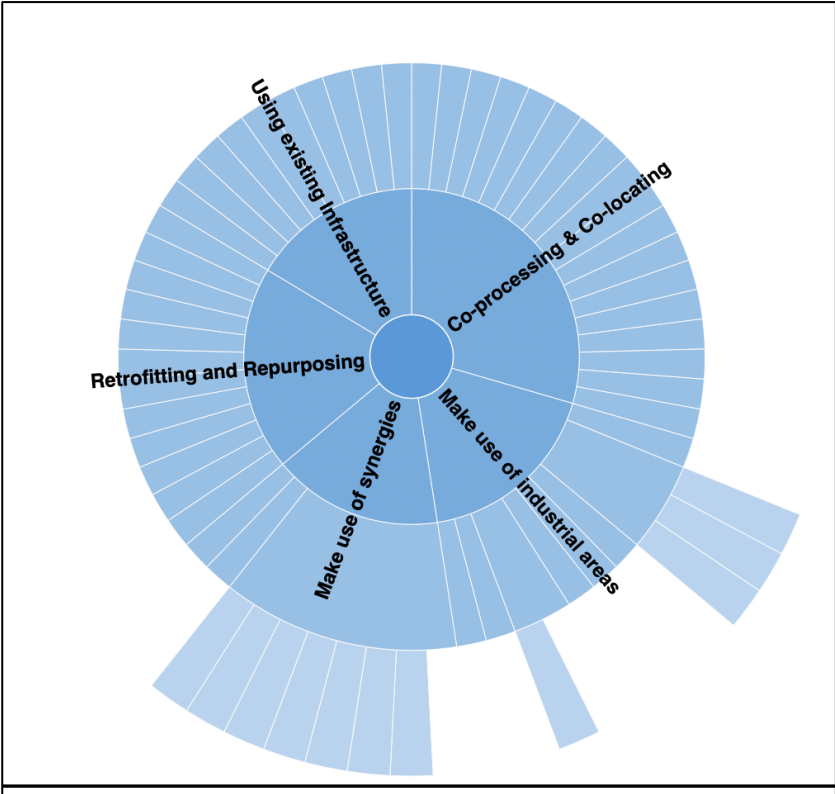 Using existing Infrastructure
Co-processing & Co-locating
Retrofitting and Repurposing
Make use of synergies
Make use of industrial areas